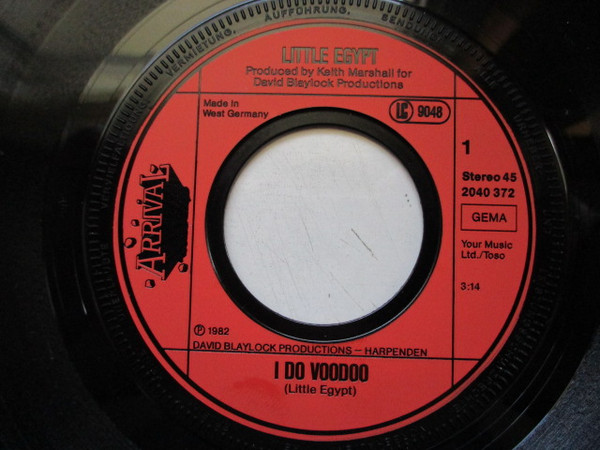 VERMIETUNG.
AUFFÜHRUNG.
SENDUNG
LITTLE EGYPT
Produced by Keith Marshall for
David Blaylock Productions
Made in
West Germany
LC 9048
1
Stereo 45
2040 372
GEMA
Your Music
Ltd./Toso
3:14
ARRIVAL
℗ 1982
DAVID BLAYLOCK PRODUCTIONS – HARPENDEN
I DO VOODOO
(Little Egypt)